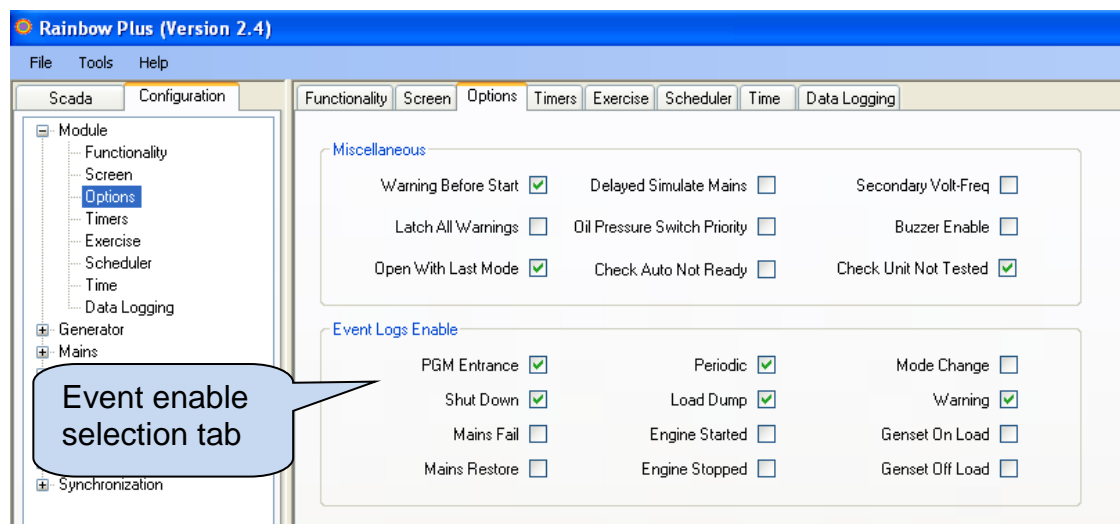 Rainbow Plus (Version 2.4)
File Tools Help
Scada Configuration
Module
Functionality
Screen
Options
Timers
Exercise
Scheduler
Time
Data Logging
Generator
Mains
Synchronization
Event enable
selection tab
Functionality Screen Options Timers Exercise Scheduler Time Data Logging
Miscellaneous
Warning Before Start Delayed Simulate Mains Secondary Volt-Freq
Latch All Warnings Oil Pressure Switch Priority Buzzer Enable
Open With Last Mode Check Auto Not Ready Check Unit Not Tested
Event Logs Enable
PGM Entrance Periodic Mode Change
Shut Down Load Dump Warning
Mains Fail Engine Started Genset On Load
Mains Restore Engine Stopped Genset Off Load